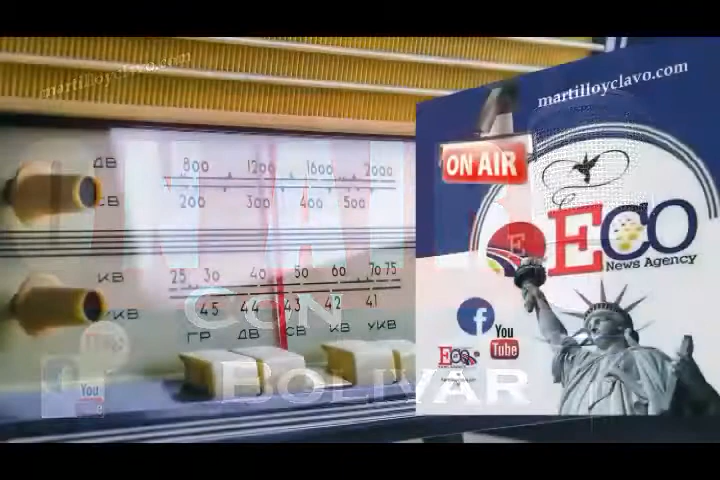 martilloyclavo.com
martilloyclavo.com
ON AIR
ДВ 800 1200 1600 2000
СВ 200 300 400 500
ECO
News Agency
КВ 25 30 40 50 60 70 75
УКВ 45 44 43 42 41
ГР ДВ СВ КВ УКВ
CON
BOLIVAR
You
Tube
ECO
You